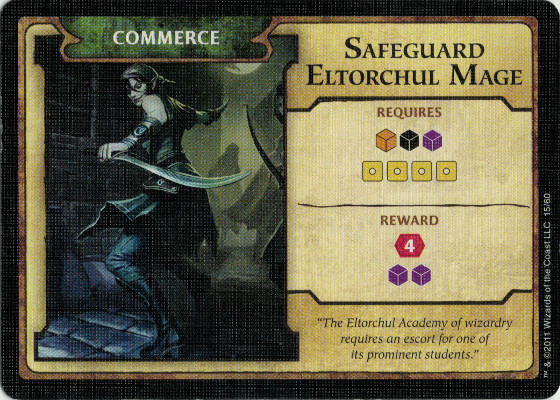 COMMERCE
SAFEGUARD
ELTORCHUL MAGE
REQUIRES
REWARD
4
"The Eltorchul Academy of wizardry
requires an escort for one of
its prominent students."
™ & ©2011 Wizards of the Coast LLC 15/60